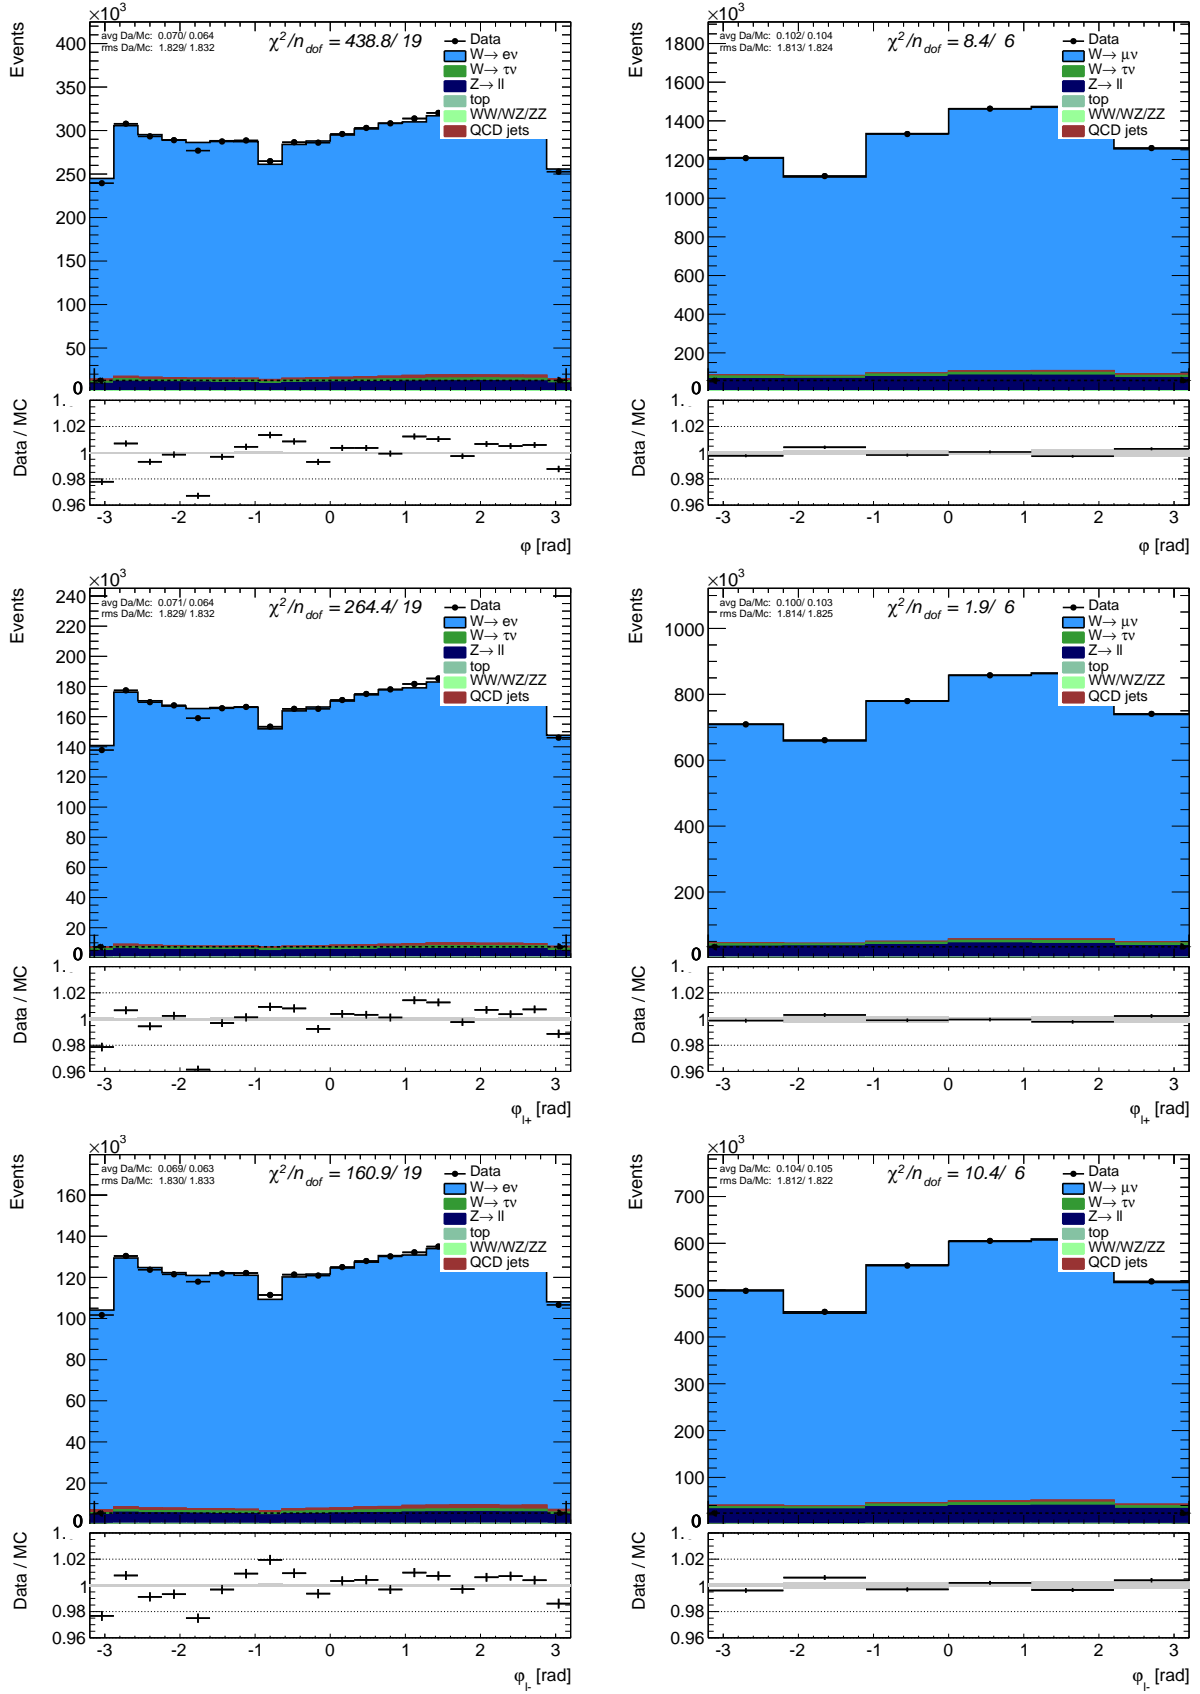 ×10³
avg Da/Mc: 0.070/ 0.064
rms Da/Mc: 1.829/ 1.832
χ²/n_dof = 438.8/ 19
Events
Data
W→ eν
W→ τν
Z→ ll
top
WW/WZ/ZZ
QCD jets
400
350
300
250
200
150
100
50
0
Data / MC
1.
1.02
1
0.98
0.96
-3 -2 -1 0 1 2 3
φ [rad]
×10³
avg Da/Mc: 0.102/ 0.104
rms Da/Mc: 1.813/ 1.824
χ²/n_dof = 8.4/ 6
Events
Data
W→ μν
W→ τν
Z→ ll
top
WW/WZ/ZZ
QCD jets
1800
1600
1400
1200
1000
800
600
400
200
0
Data / MC
1.
1.02
1
0.98
0.96
-3 -2 -1 0 1 2 3
φ [rad]
×10³
avg Da/Mc: 0.071/ 0.064
rms Da/Mc: 1.829/ 1.832
χ²/n_dof = 264.4/ 19
Events
Data
W→ eν
W→ τν
Z→ ll
top
WW/WZ/ZZ
QCD jets
240
220
200
180
160
140
120
100
80
60
40
20
0
Data / MC
1.
1.02
1
0.98
0.96
-3 -2 -1 0 1 2 3
φ_l+ [rad]
×10³
avg Da/Mc: 0.100/ 0.103
rms Da/Mc: 1.814/ 1.825
χ²/n_dof = 1.9/ 6
Events
Data
W→ μν
W→ τν
Z→ ll
top
WW/WZ/ZZ
QCD jets
1000
800
600
400
200
0
Data / MC
1.
1.02
1
0.98
0.96
-3 -2 -1 0 1 2 3
φ_l+ [rad]
×10³
avg Da/Mc: 0.069/ 0.063
rms Da/Mc: 1.830/ 1.833
χ²/n_dof = 160.9/ 19
Events
Data
W→ eν
W→ τν
Z→ ll
top
WW/WZ/ZZ
QCD jets
160
140
120
100
80
60
40
20
0
Data / MC
1.
1.02
1
0.98
0.96
-3 -2 -1 0 1 2 3
φ_l- [rad]
×10³
avg Da/Mc: 0.104/ 0.105
rms Da/Mc: 1.812/ 1.822
χ²/n_dof = 10.4/ 6
Events
Data
W→ μν
W→ τν
Z→ ll
top
WW/WZ/ZZ
QCD jets
700
600
500
400
300
200
100
0
Data / MC
1.
1.02
1
0.98
0.96
-3 -2 -1 0 1 2 3
φ_l- [rad]